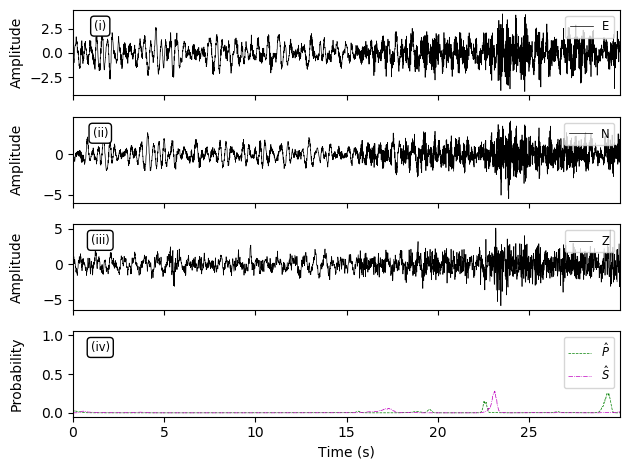 (i)
E
2.5
0.0
−2.5
Amplitude
(ii)
N
0
−5
Amplitude
(iii)
Z
5
0
−5
Amplitude
(iv)
P̂
Ŝ
1.0
0.5
0.0
Probability
0 5 10 15 20 25
Time (s)